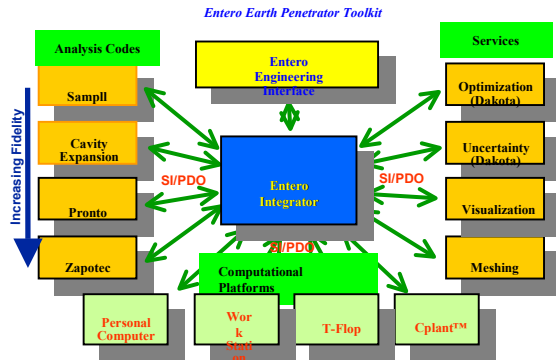 Entero Earth Penetrator Toolkit
Analysis Codes
Services
Entero
Engineering
Interface
Increasing Fidelity
Sampll
Cavity
Expansion
Pronto
Zapotec
SI/PDO
Entero
Integrator
SI/PDO
SI/PDO
Optimization
(Dakota)
Uncertainty
(Dakota)
Visualization
Meshing
Computational
Platforms
Personal
Computer
Wor
k
Stati
on
T-Flop
Cplant™